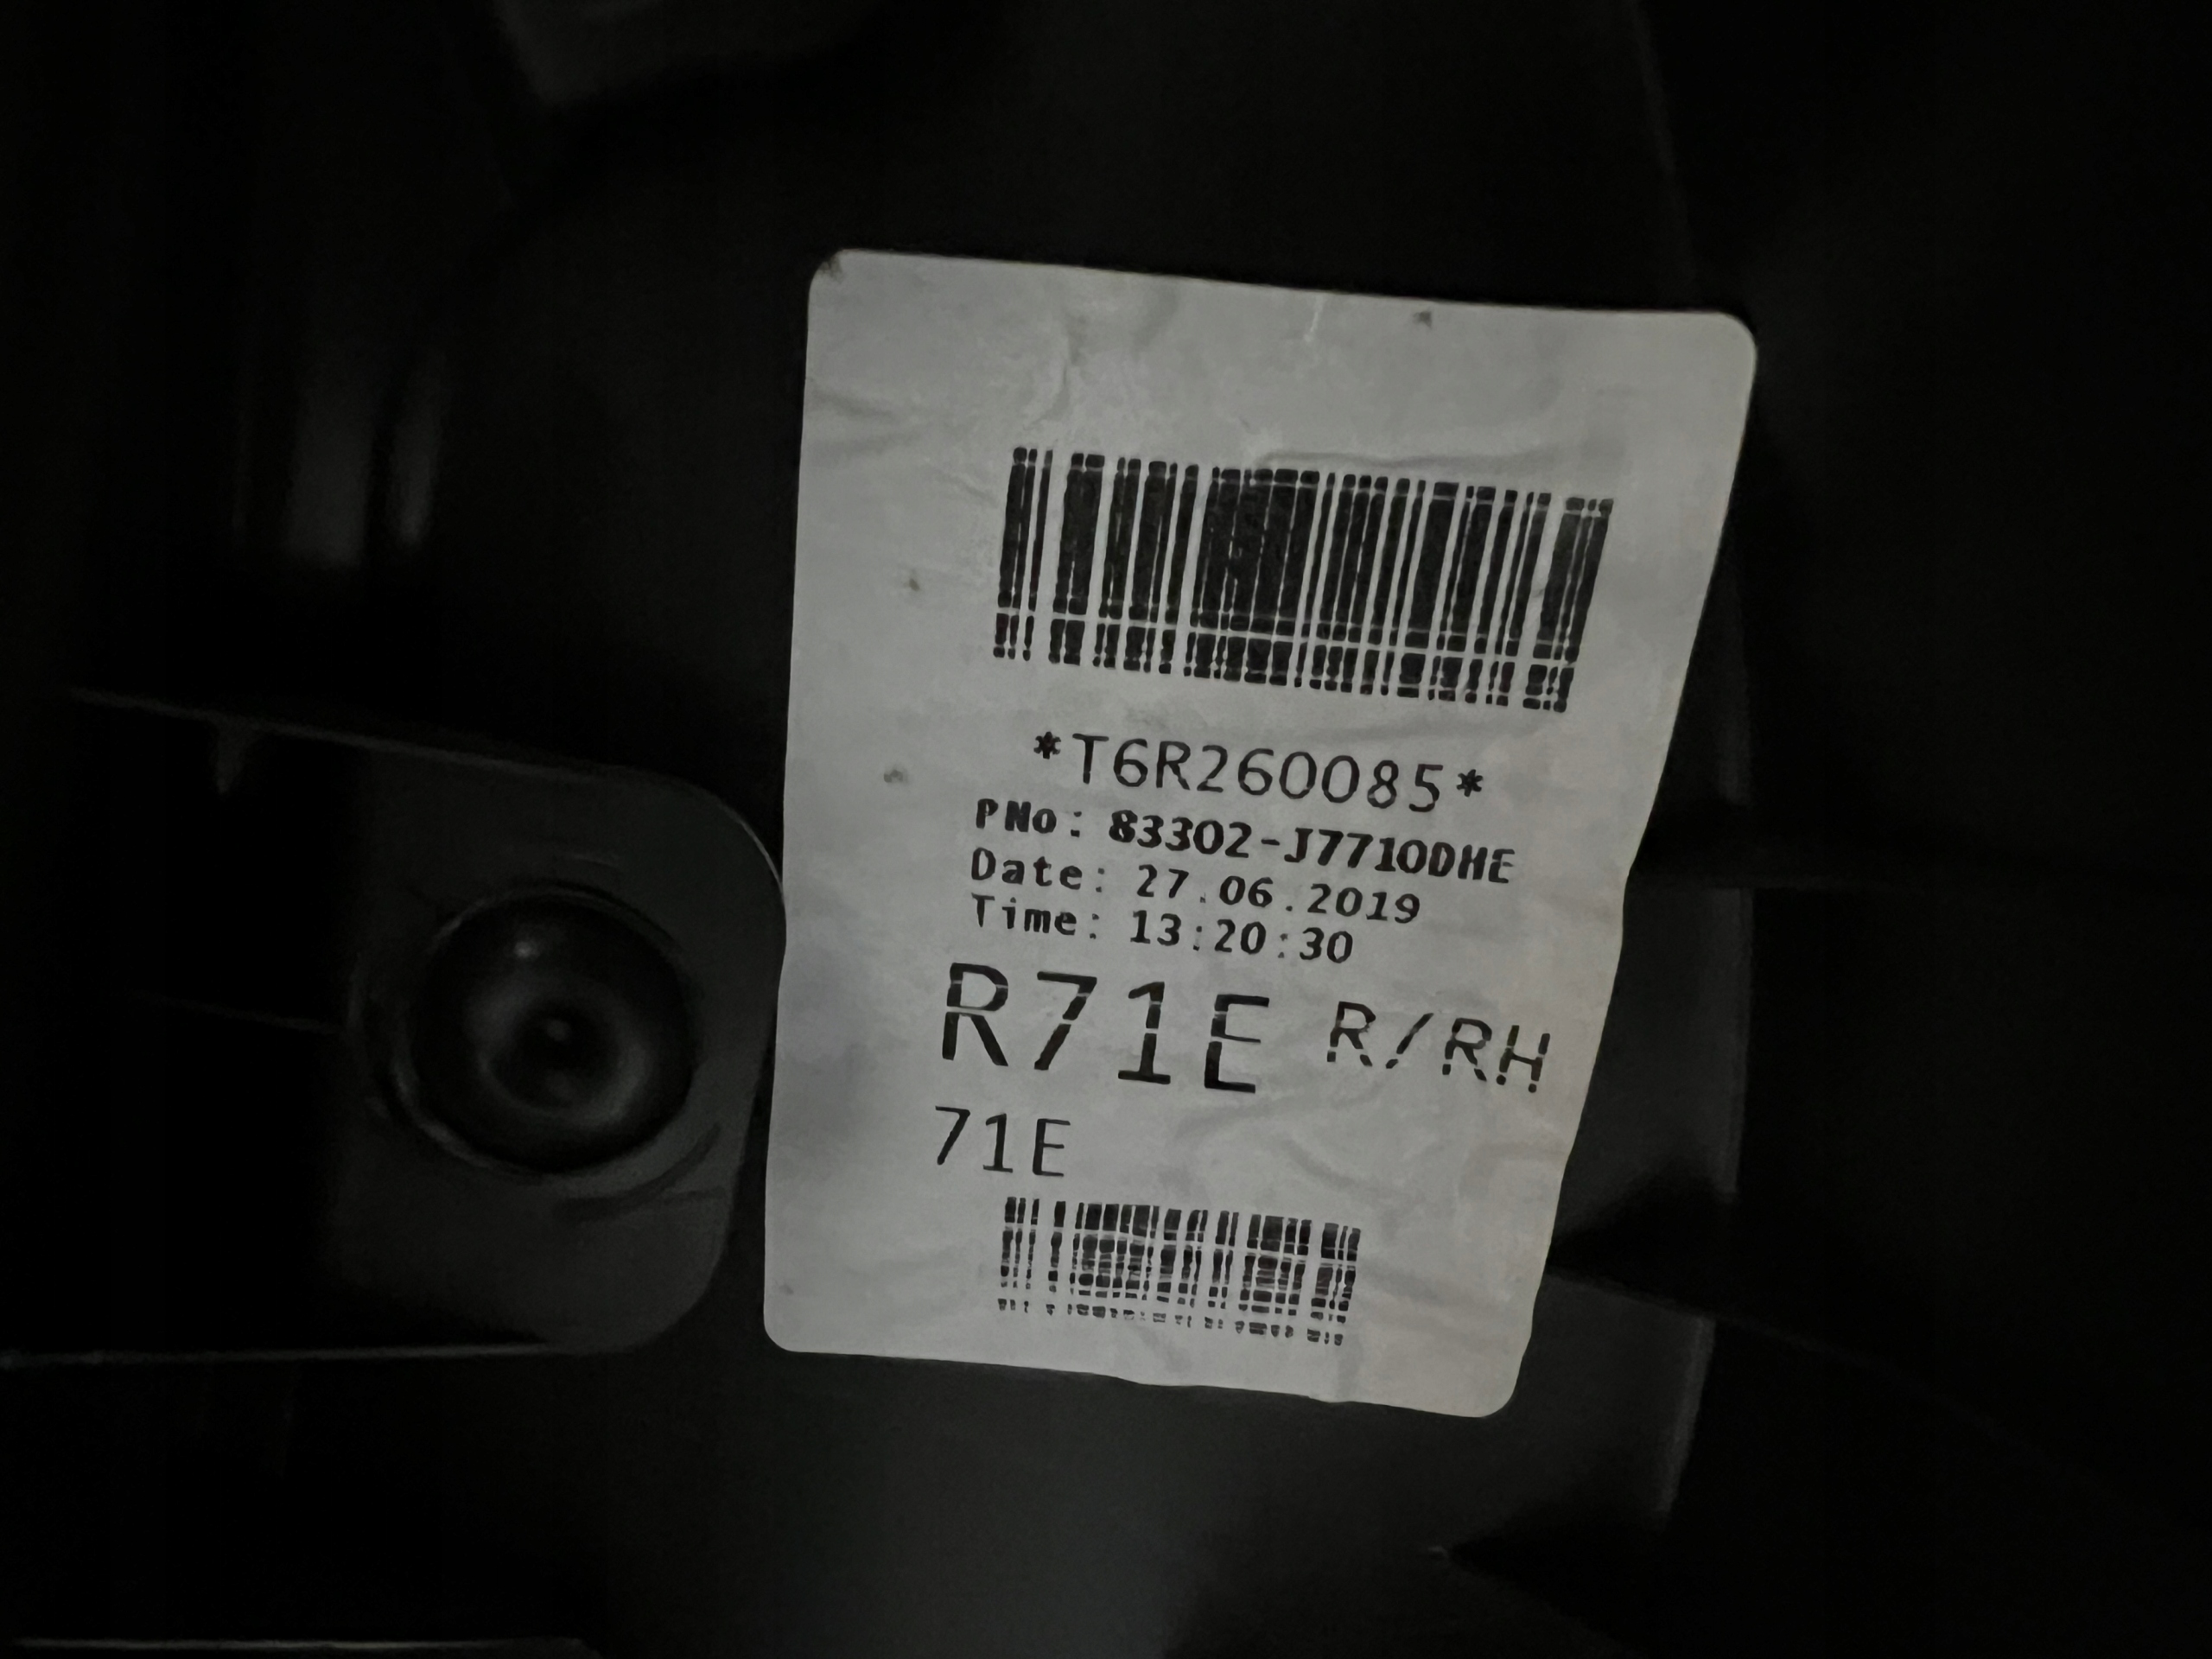 *T6R260085*
PNo: 83302-J7710DHE
Date: 27.06.2019
Time: 13:20:30
R71E R/RH
71E